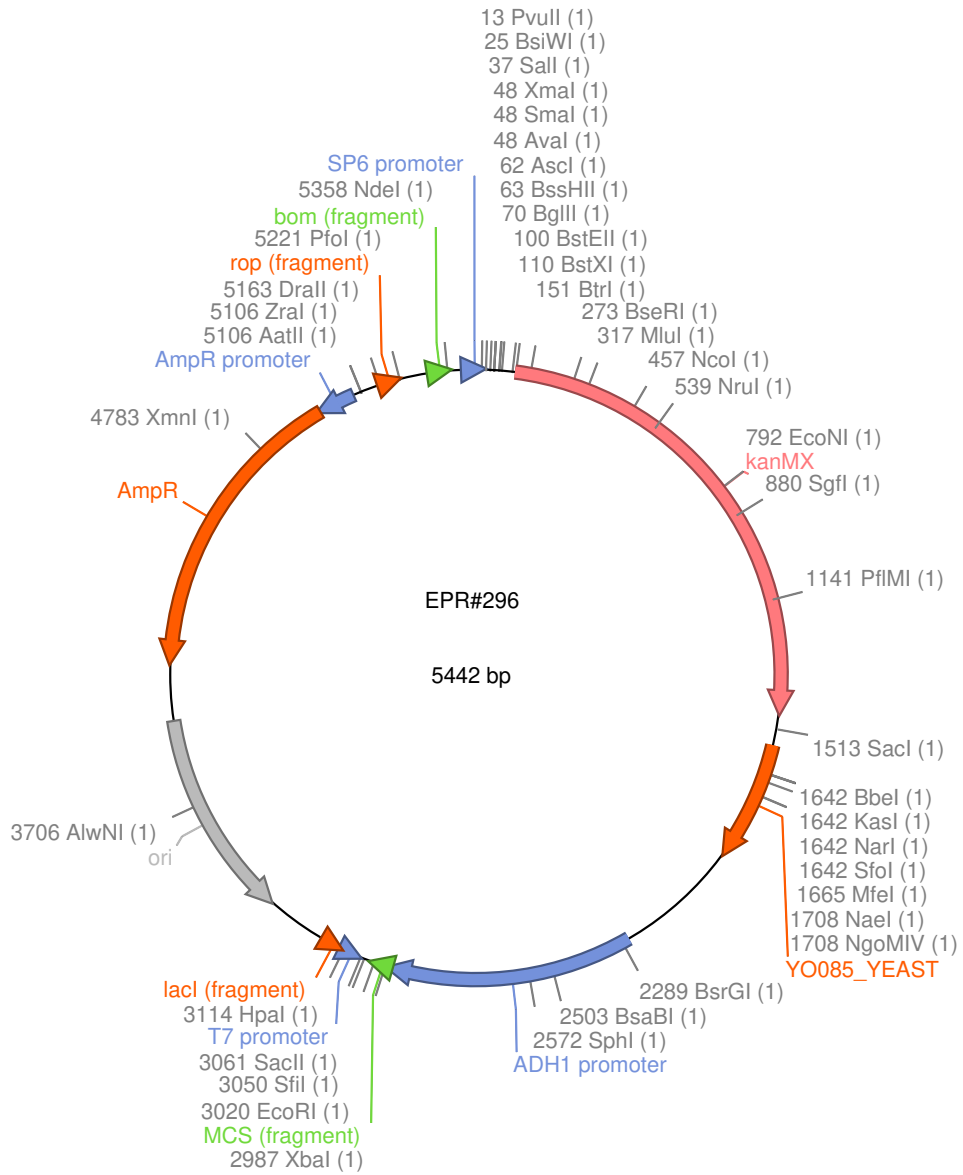 13 PvuII (1)
25 BsiWI (1)
37 SalI (1)
48 XmaI (1)
48 SmaI (1)
48 AvaI (1)
62 AscI (1)
63 BssHII (1)
70 BglII (1)
100 BstEII (1)
110 BstXI (1)
151 BtrI (1)
273 BseRI (1)
317 MluI (1)
457 NcoI (1)
539 NruI (1)
792 EcoNI (1)
kanMX
880 SgfI (1)
1141 PflMI (1)
1513 SacI (1)
1642 BbeI (1)
1642 KasI (1)
1642 NarI (1)
1642 SfoI (1)
1665 MfeI (1)
1708 NaeI (1)
1708 NgoMIV (1)
YO085_YEAST
2289 BsrGI (1)
2503 BsaBI (1)
2572 SphI (1)
ADH1 promoter
2987 XbaI (1)
MCS (fragment)
3020 EcoRI (1)
3050 SfiI (1)
3061 SacII (1)
T7 promoter
3114 HpaI (1)
lacI (fragment)
ori
3706 AlwNI (1)
AmpR
4783 XmnI (1)
AmpR promoter
5106 AatII (1)
5106 ZraI (1)
5163 DraII (1)
rop (fragment)
5221 PfoI (1)
bom (fragment)
5358 NdeI (1)
SP6 promoter
EPR#296
5442 bp